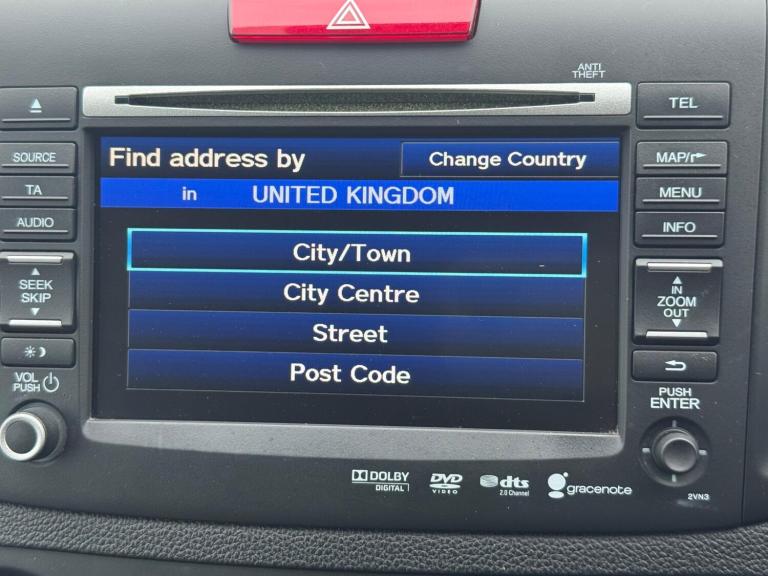 ANTI
THEFT
TEL
SOURCE
Find address by
Change Country
MAP/
TA
in UNITED KINGDOM
MENU
AUDIO
INFO
City/Town
SEEK
SKIP
City Centre
IN
ZOOM
OUT
Street
Post Code
VOL
PUSH
PUSH
ENTER
DOLBY
DIGITAL
DVD
VIDEO
dts
2.0 Channel
gracenote
2VN3